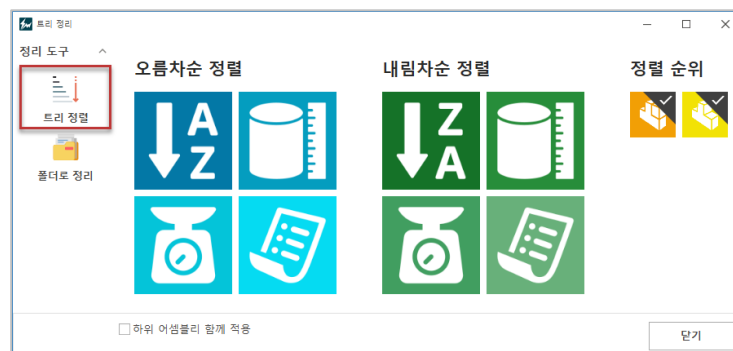 트리 정리
정리 도구
트리 정렬
폴더로 정리
오름차순 정렬
A
Z
내림차순 정렬
Z
A
정렬 순위
하위 어셈블리 함께 적용
닫기